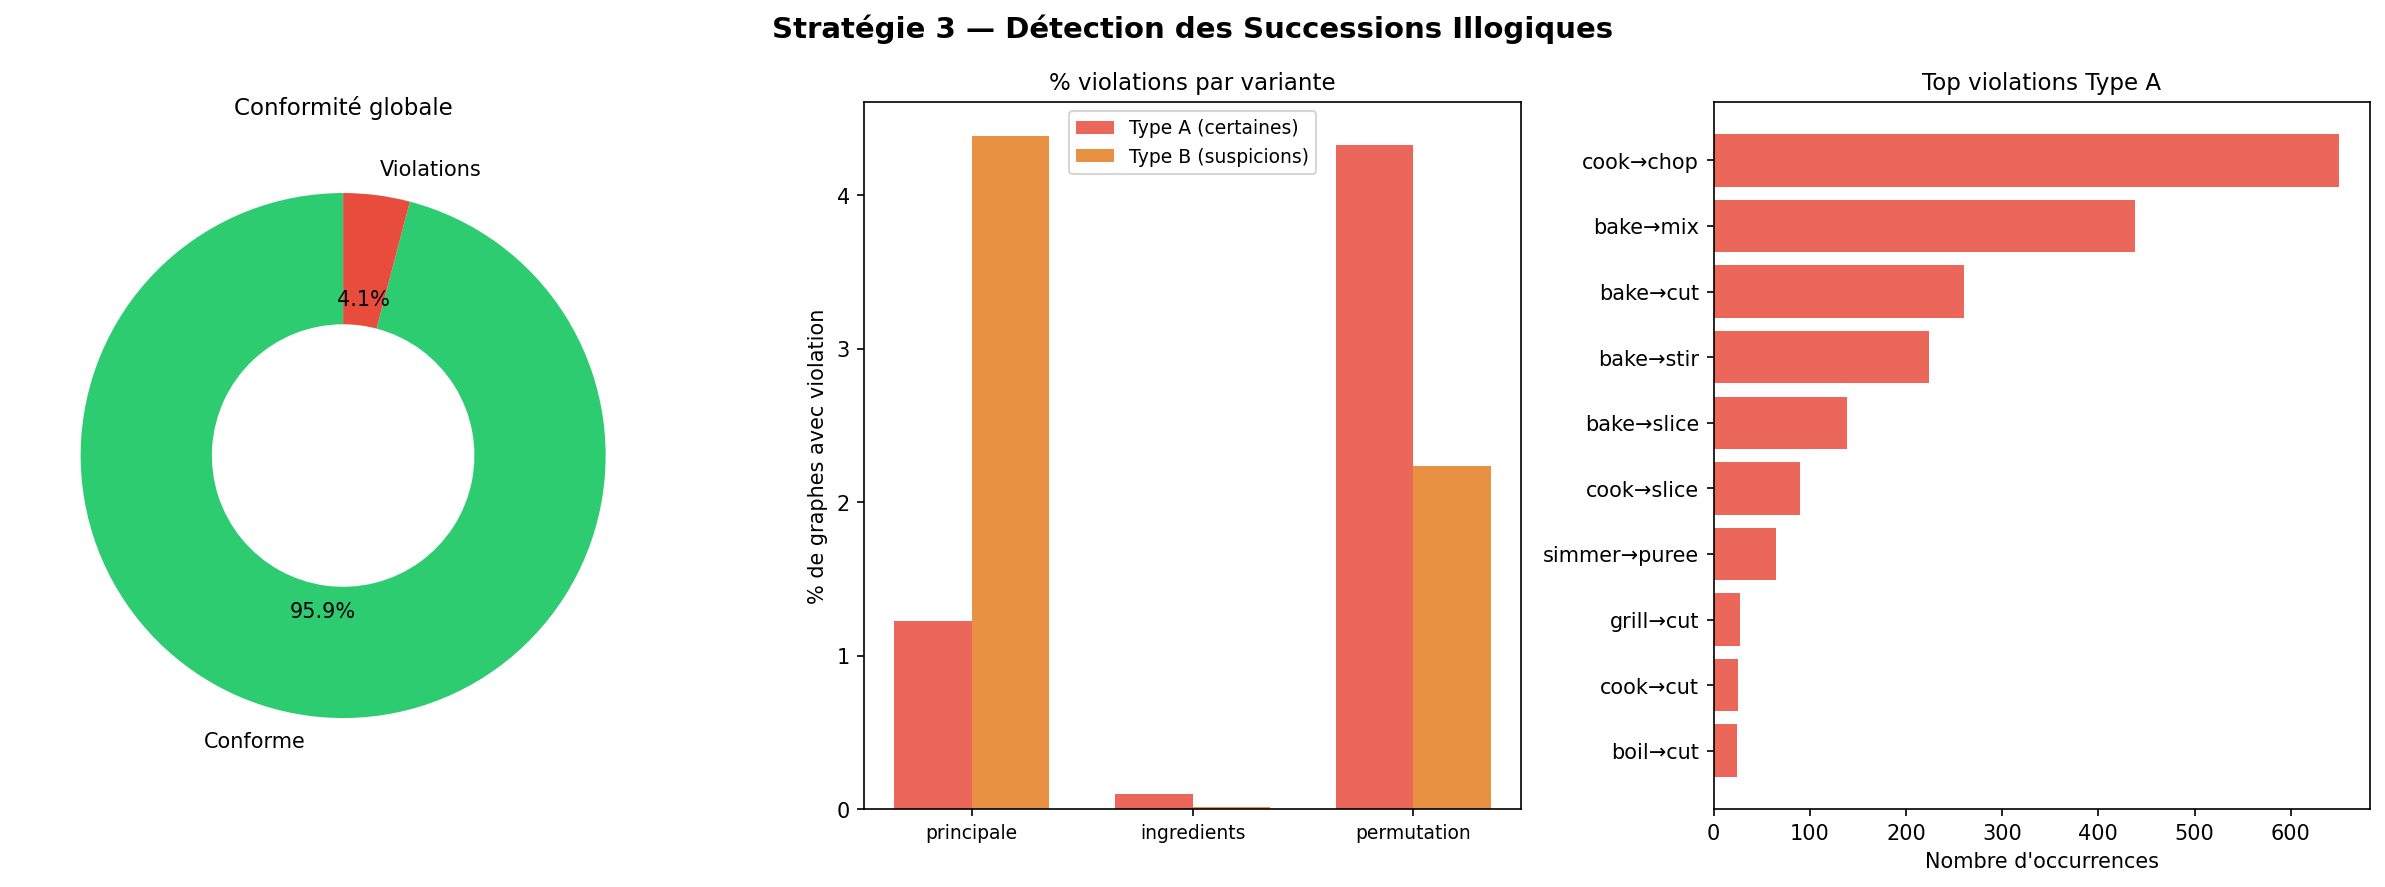 Stratégie 3 — Détection des Successions Illogiques
Conformité globale
Violations
4.1%
95.9%
Conforme
% violations par variante
Type A (certaines)
Type B (suspicions)
% de graphes avec violation
4
3
2
1
0
principale
ingredients
permutation
Top violations Type A
cook→chop
bake→mix
bake→cut
bake→stir
bake→slice
cook→slice
simmer→puree
grill→cut
cook→cut
boil→cut
0 100 200 300 400 500 600
Nombre d'occurrences